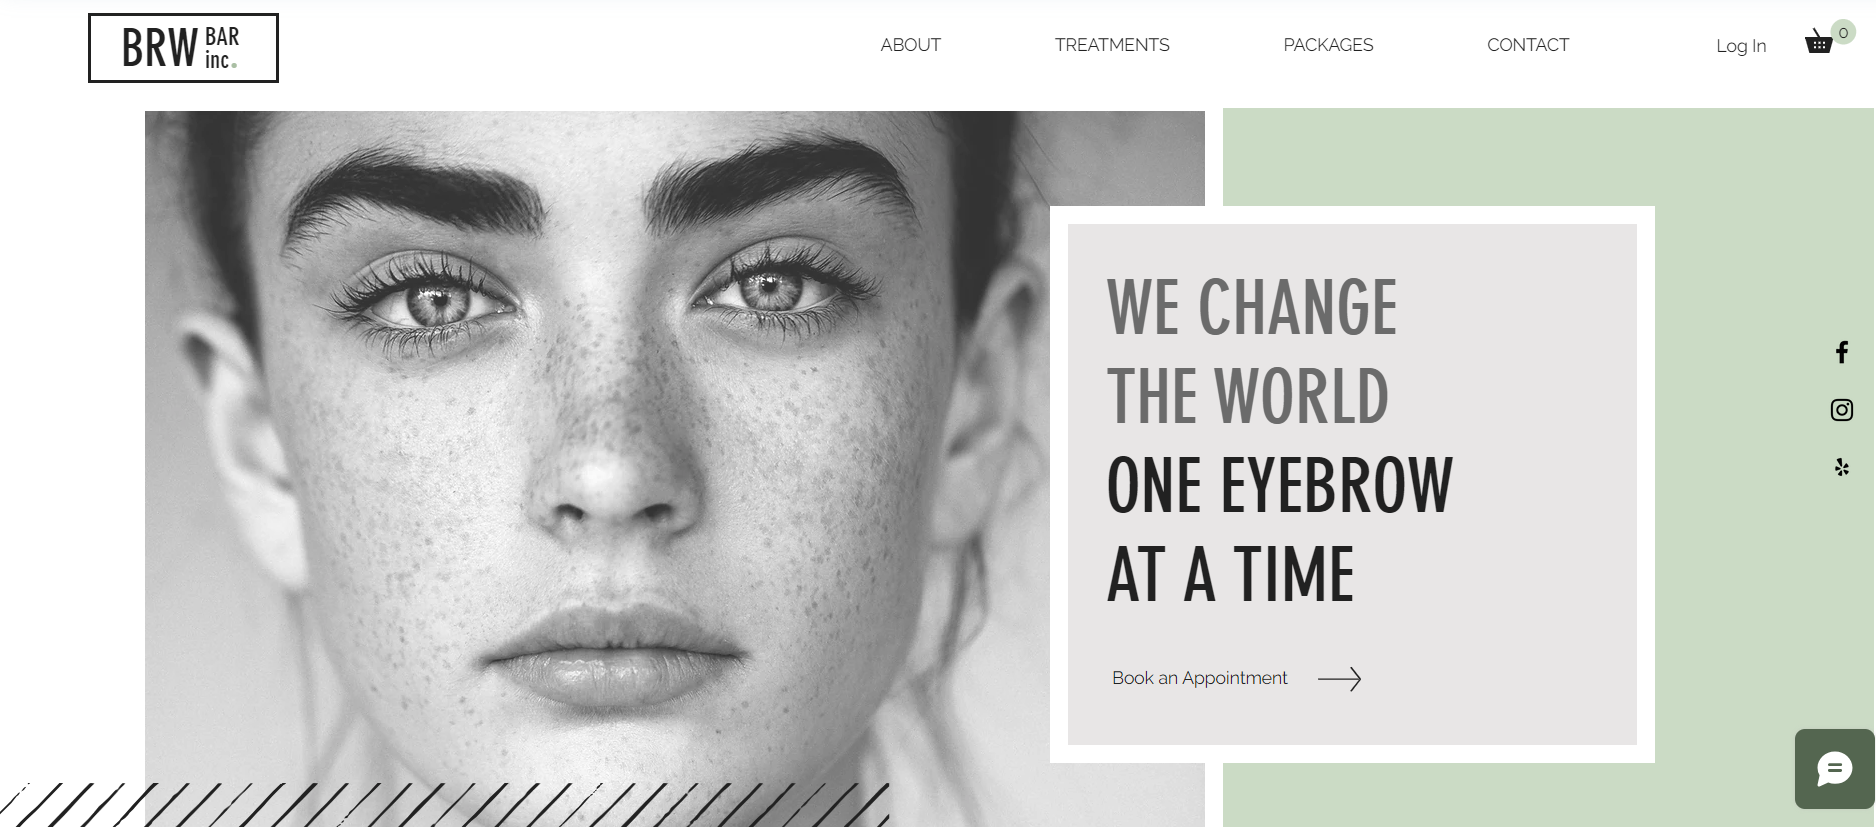 BRW BAR
inc.
ABOUT
TREATMENTS
PACKAGES
CONTACT
Log In
0
WE CHANGE
THE WORLD
ONE EYEBROW
AT A TIME
Book an Appointment